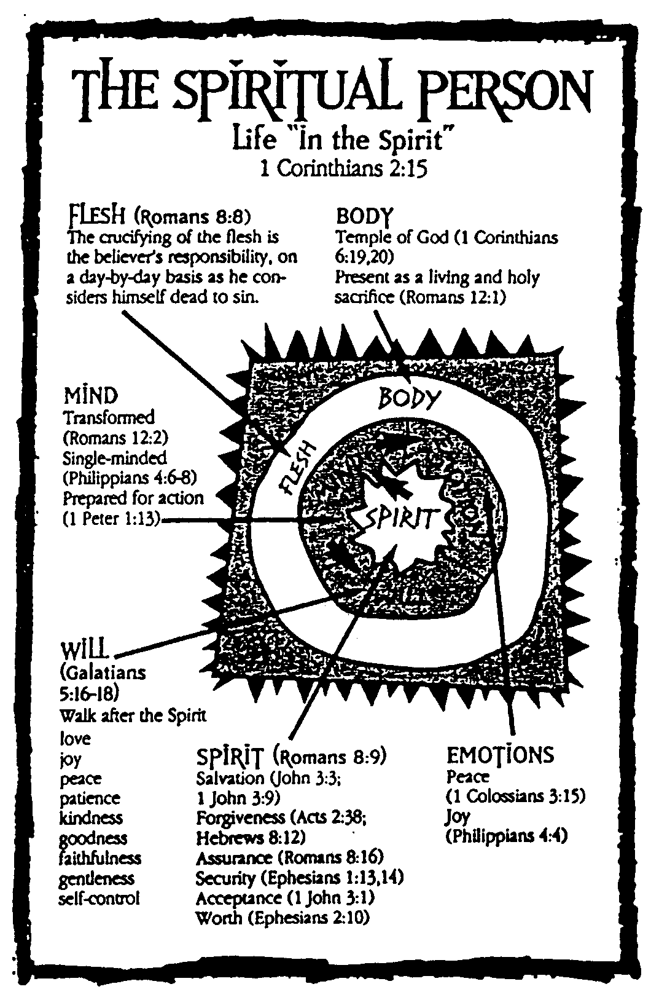 THE SPIRITUAL PERSON
Life "in the Spirit"
1 Corinthians 2:15
FLESH (Romans 8:8)
The crucifying of the flesh is
the believer's responsibility, on
a day-by-day basis as he con-
siders himself dead to sin.
BODY
Temple of God (1 Corinthians
6:19,20)
Present as a living and holy
sacrifice (Romans 12:1)
MIND
Transformed
(Romans 12:2)
Single-minded
(Philippians 4:6-8)
Prepared for action
(1 Peter 1:13)
BODY
FLESH
SPIRIT
WILL
(Galatians
5:16-18)
Walk after the Spirit
love
joy
peace
patience
kindness
goodness
faithfulness
gentleness
self-control
SPIRIT (Romans 8:9)
Salvation (John 3:3;
1 John 3:9)
Forgiveness (Acts 2:38;
Hebrews 8:12)
Assurance (Romans 8:16)
Security (Ephesians 1:13,14)
Acceptance (1 John 3:1)
Worth (Ephesians 2:10)
EMOTIONS
Peace
(1 Colossians 3:15)
Joy
(Philippians 4:4)